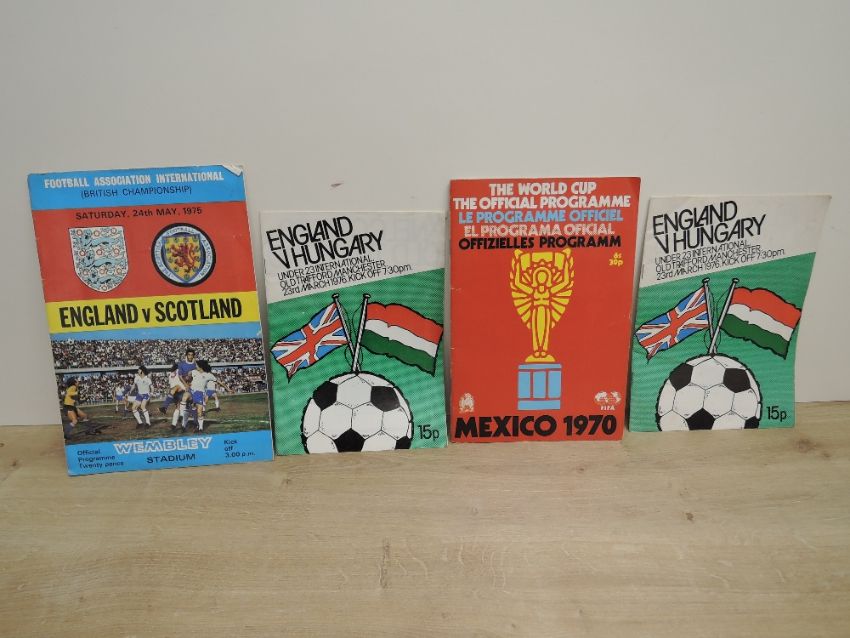 FOOTBALL ASSOCIATION INTERNATIONAL
(BRITISH CHAMPIONSHIP)
SATURDAY, 24th MAY, 1975
ENGLAND v SCOTLAND
Official
Programme
Twenty pence
WEMBLEY
STADIUM
Kick
off
3.00 p.m.
ENGLAND
V HUNGARY
UNDER 23 INTERNATIONAL
OLD TRAFFORD, MANCHESTER
23rd MARCH 1976. KICK OFF 7·30pm.
15p
THE WORLD CUP
THE OFFICIAL PROGRAMME
LE PROGRAMME OFFICIEL
EL PROGRAMA OFICIAL
OFFIZIELLES PROGRAMM
6s
30p
FIFA
MEXICO 1970
ENGLAND
V HUNGARY
UNDER 23 INTERNATIONAL
OLD TRAFFORD, MANCHESTER
23rd MARCH 1976. KICK OFF 7·30pm.
15p